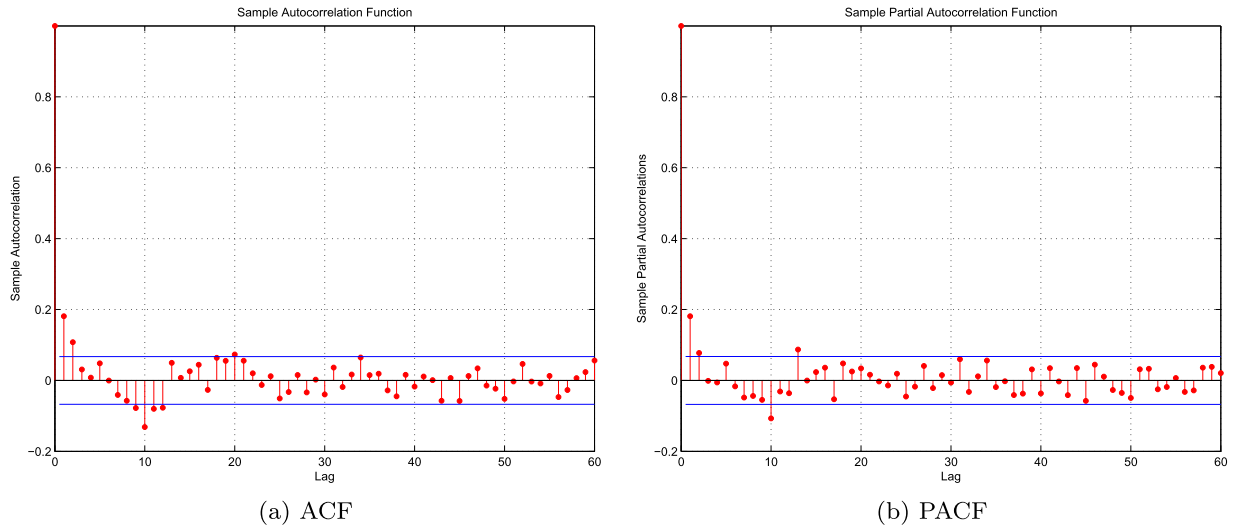 Sample Autocorrelation Function
Sample Autocorrelation
0.8
0.6
0.4
0.2
0
−0.2
0 10 20 30 40 50 60
Lag
(a) ACF
Sample Partial Autocorrelation Function
Sample Partial Autocorrelations
0.8
0.6
0.4
0.2
0
−0.2
0 10 20 30 40 50 60
Lag
(b) PACF